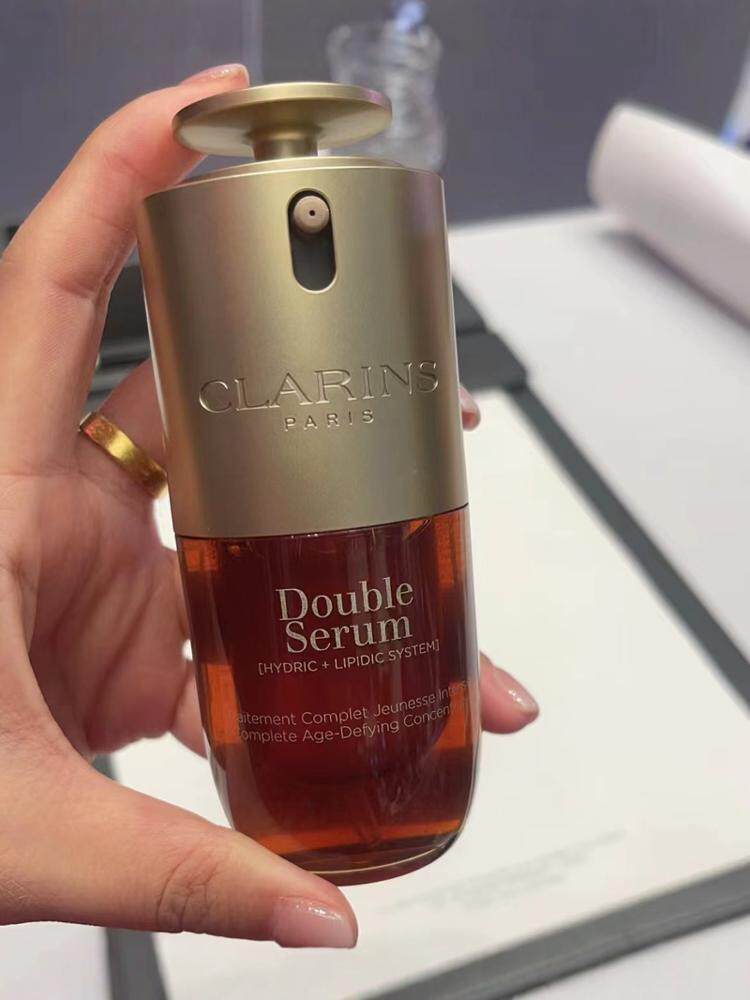 CLARINS
PARIS
Double
Serum
[HYDRIC + LIPIDIC SYSTEM]
Complet Jeunesse
Age-Defying